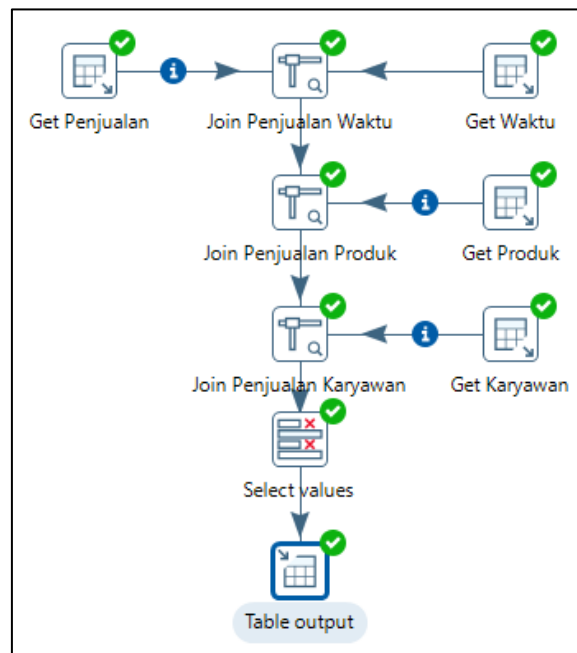 Get Penjualan
Join Penjualan Waktu
Get Waktu
Join Penjualan Produk
Get Produk
Join Penjualan Karyawan
Get Karyawan
Select values
Table output